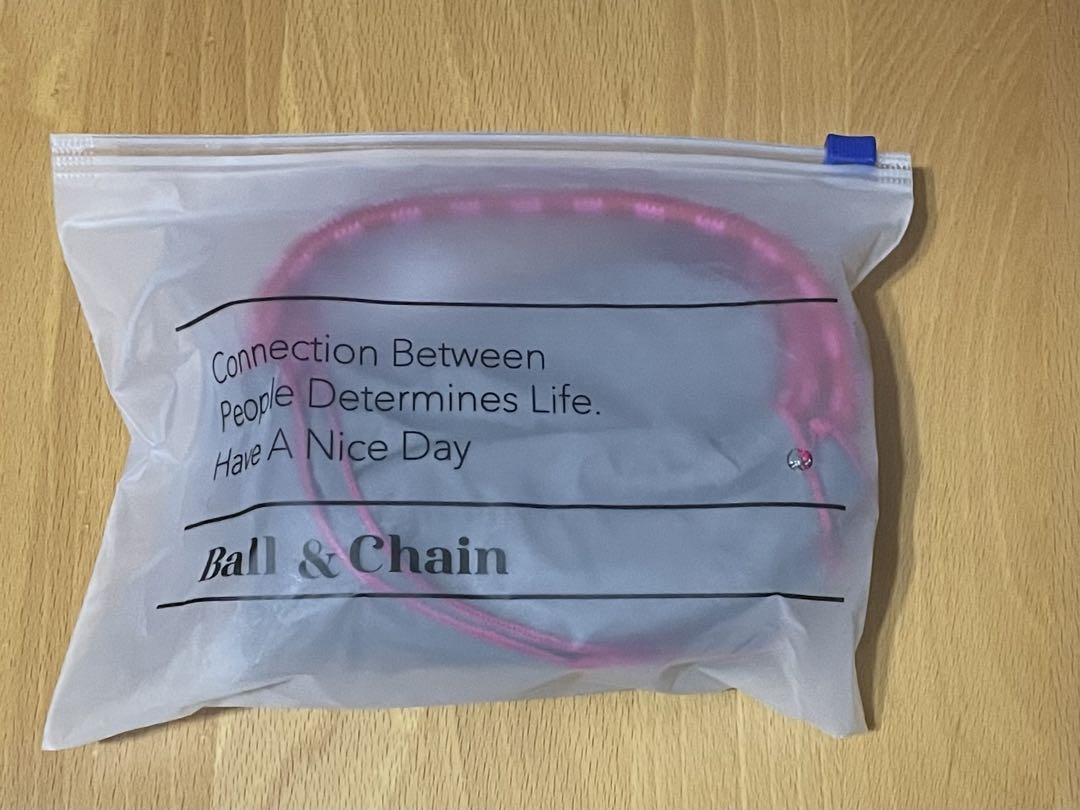 Connection Between
People Determines Life.
Have A Nice Day
Ball & Chain